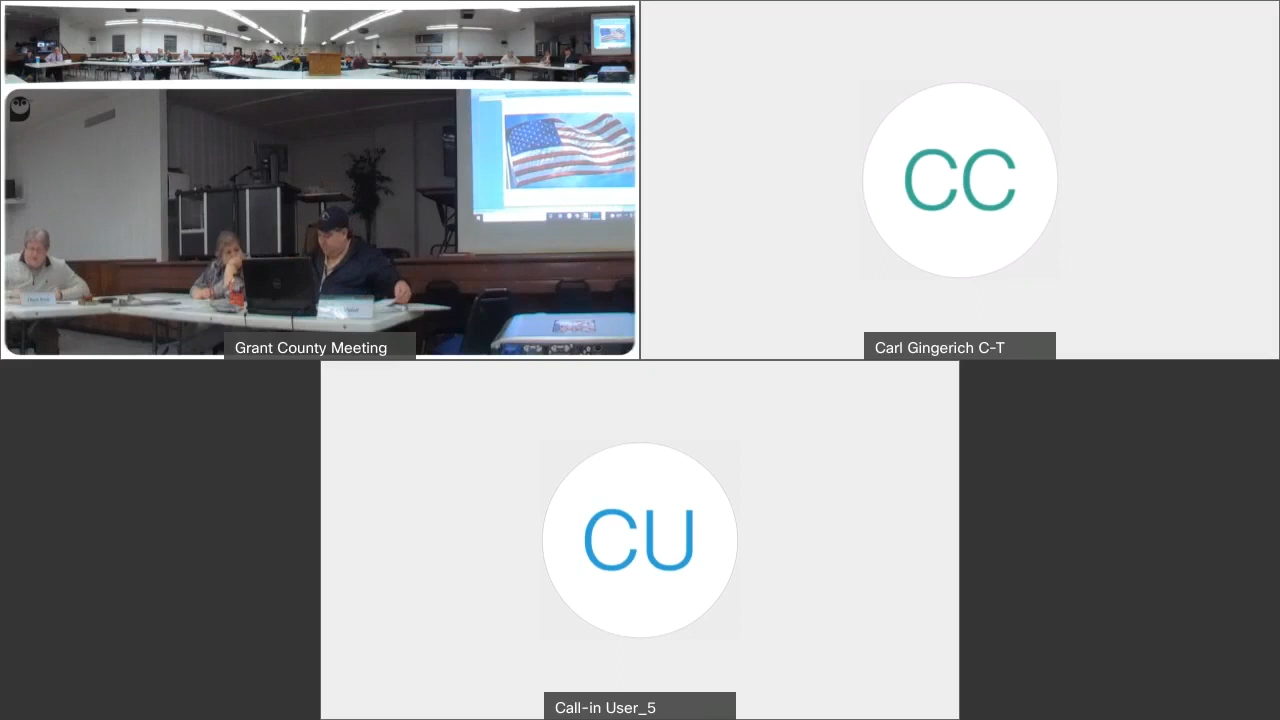 Grant County Meeting
CC
Carl Gingerich C-T
CU
Call-in User_5